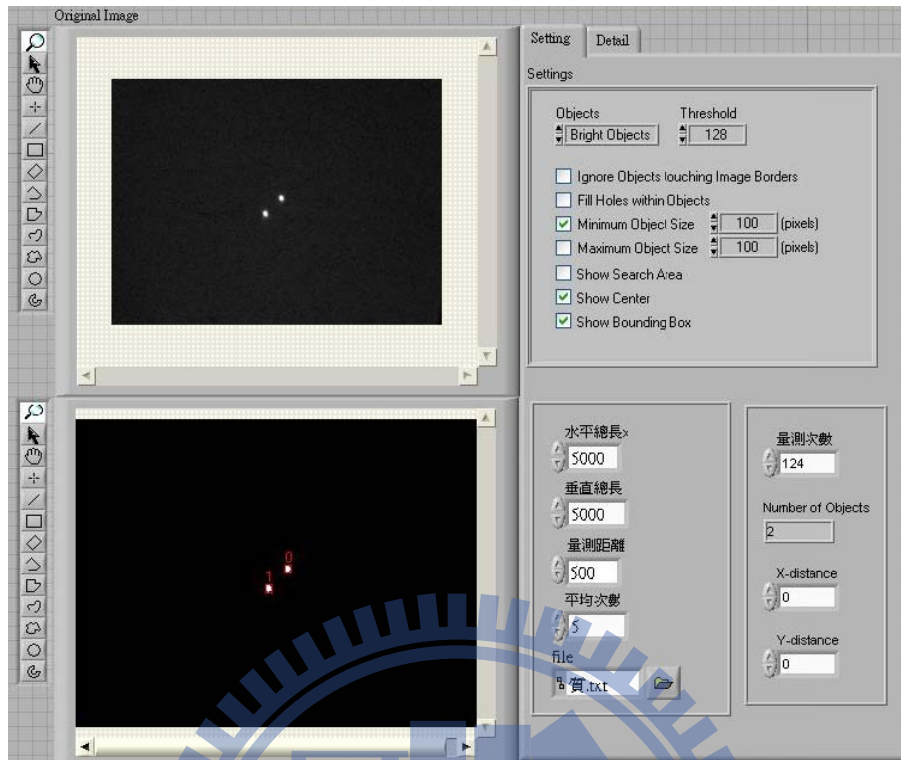 Original Image
Setting Detail
Settings
Objects Threshold
Bright Objects 128
Ignore Objects touching Image Borders
Fill Holes within Objects
Minimum Object Size 100 (pixels)
Maximum Object Size 100 (pixels)
Show Search Area
Show Center
Show Bounding Box
0
1
水平總長x
5000
垂直總長
5000
量測距離
500
平均次數
5
file
質.txt
量測次數
124
Number of Objects
2
X-distance
0
Y-distance
0